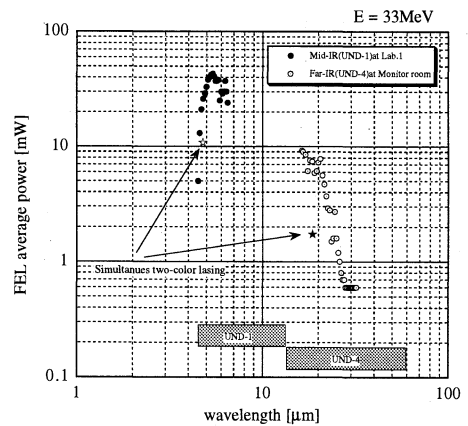 E = 33MeV
100
Mid-IR(UND-1)at Lab.1
Far-IR(UND-4)at Monitor room
10
FEL average power [mW]
1
Simultanues two-color lasing
UND-1
UND-4
0.1
1
10
100
wavelength [μm]